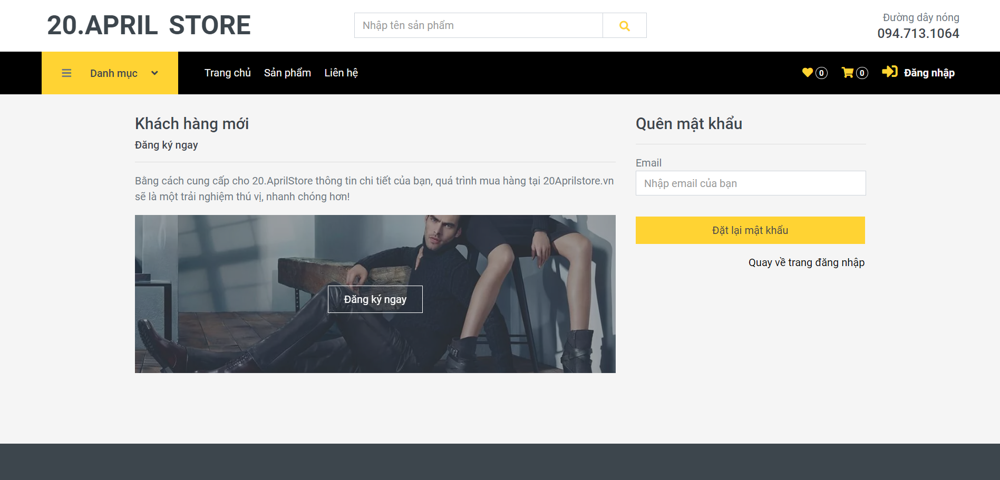 20.APRIL STORE
Nhập tên sản phẩm
Đường dây nóng
094.713.1064
Danh mục
Trang chủ Sản phẩm Liên hệ
0 0 Đăng nhập
Khách hàng mới
Đăng ký ngay
Bằng cách cung cấp cho 20.AprilStore thông tin chi tiết của bạn, quá trình mua hàng tại 20Aprilstore.vn
sẽ là một trải nghiệm thú vị, nhanh chóng hơn!
Đăng ký ngay
Quên mật khẩu
Email
Nhập email của bạn
Đặt lại mật khẩu
Quay về trang đăng nhập